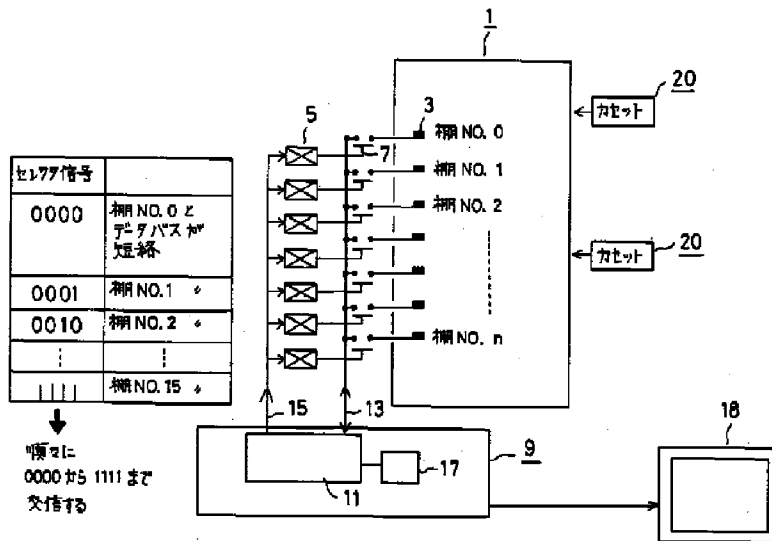 1
20
カセット
3
棚NO. 0
5
7
棚NO. 1
セレクタ信号
0000
棚NO. 0と
データバスが
短絡
棚NO. 2
20
カセット
0001
棚NO. 1 〃
0010
棚NO. 2 〃
棚NO. n
1111
棚NO. 15 〃
15
13
18
順々に
0000から1111まで
交信する
9
17
11